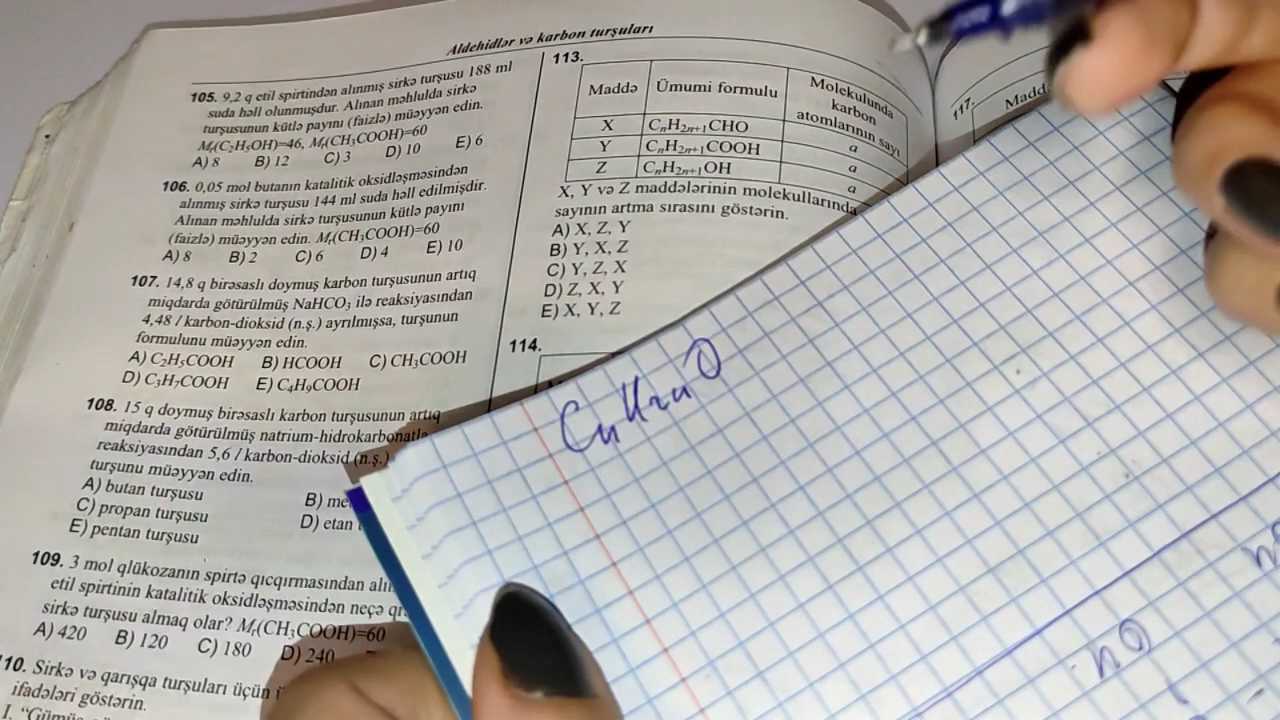 Aldehidlər və karbon turşuları
105. 9,2 q etil spirtindən alınmış sirkə turşusu 188 ml
suda həll olunmuşdur. Alınan məhlulda sirkə
turşusunun kütlə payını (faizlə) müəyyən edin.
Mr(C₂H₅OH)=46, Mr(CH₃COOH)=60
A) 8 B) 12 C) 3 D) 10 E) 6
106. 0,05 mol butanın katalitik oksidləşməsindən
alınmış sirkə turşusu 144 ml suda həll edilmişdir.
Alınan məhlulda sirkə turşusunun kütlə payını
(faizlə) müəyyən edin. Mr(CH₃COOH)=60
A) 8 B) 2 C) 6 D) 4 E) 10
107. 14,8 q birəsaslı doymuş karbon turşusunun artıq
miqdarda götürülmüş NaHCO₃ ilə reaksiyasından
4,48 l karbon-dioksid (n.ş.) ayrılmışsa, turşunun
formulunu müəyyən edin.
A) C₂H₅COOH B) HCOOH C) CH₃COOH
D) C₃H₇COOH E) C₄H₉COOH
108. 15 q doymuş birəsaslı karbon turşusunun artıq
miqdarda götürülmüş natrium-hidrokarbonatla
reaksiyasından 5,6 l karbon-dioksid (n.ş.)
turşunu müəyyən edin.
A) butan turşusu B) me
C) propan turşusu D) etan
E) pentan turşusu
109. 3 mol qlükozanın spirtə qıcqırmasından alı
etil spirtinin katalitik oksidləşməsindən neçə
sirkə turşusu almaq olar? Mr(CH₃COOH)=60
A) 420 B) 120 C) 180 D) 240
110. Sirkə və qarışqa turşuları üçün
ifadələri göstərin.
113.
Maddə Ümumi formulu Molekulunda karbon atomlarının sayı
X CnH2n+1CHO a
Y CnH2n+1COOH a
Z CnH2n+1OH a
X, Y və Z maddələrinin molekullarında
sayının artma sırasını göstərin.
A) X, Z, Y
B) Y, X, Z
C) Y, Z, X
D) Z, X, Y
E) X, Y, Z
114.
117.
Madd
CnH2nO